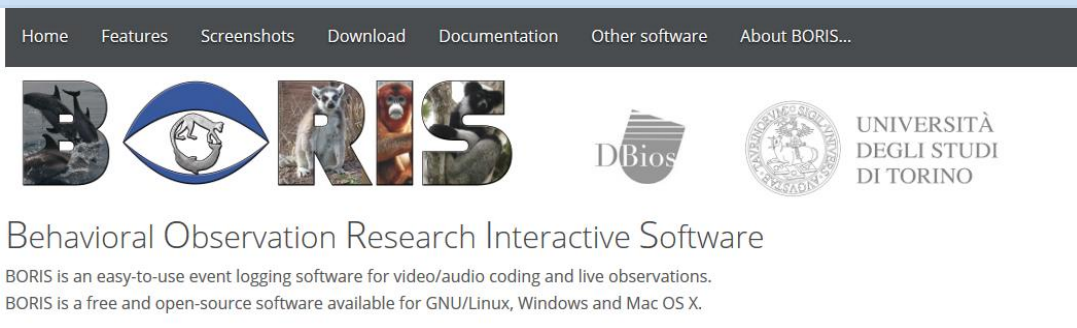 Home Features Screenshots Download Documentation Other software About BORIS...
BORIS
DBios
UNIVERSITÀ
DEGLI STUDI
DI TORINO
Behavioral Observation Research Interactive Software
BORIS is an easy-to-use event logging software for video/audio coding and live observations.
BORIS is a free and open-source software available for GNU/Linux, Windows and Mac OS X.